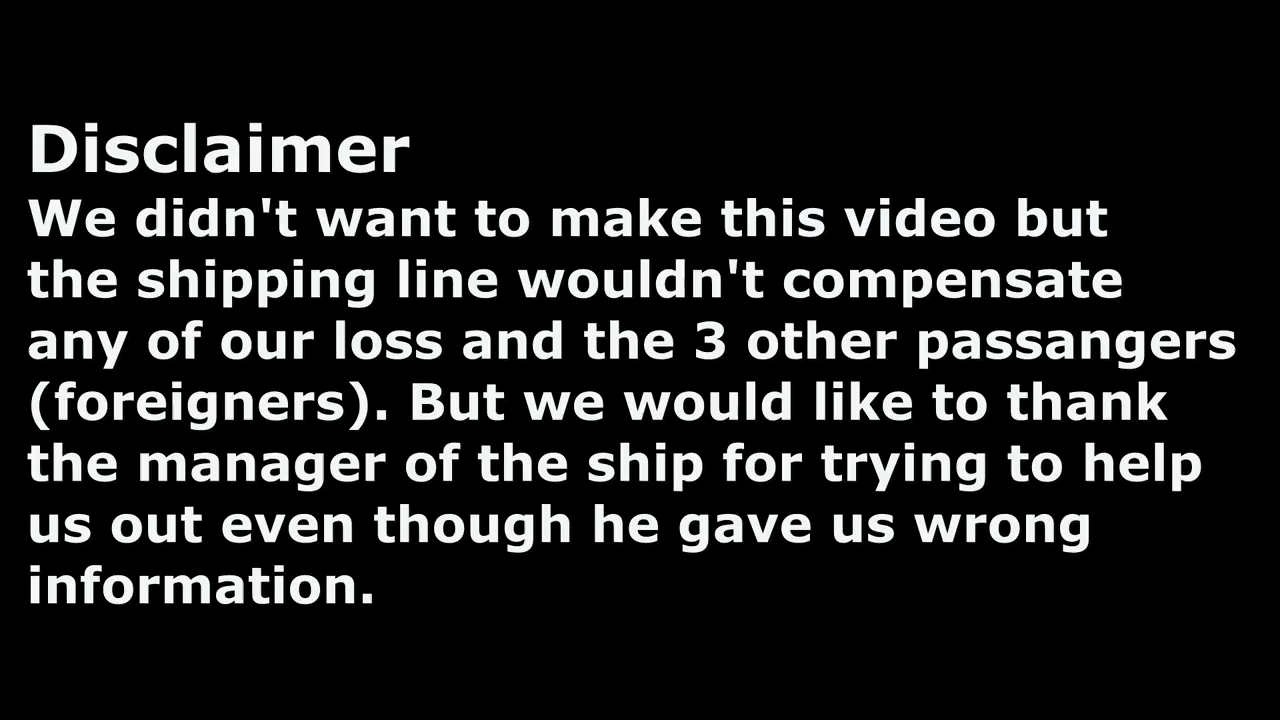 Disclaimer
We didn't want to make this video but
the shipping line wouldn't compensate
any of our loss and the 3 other passangers
(foreigners). But we would like to thank
the manager of the ship for trying to help
us out even though he gave us wrong
information.